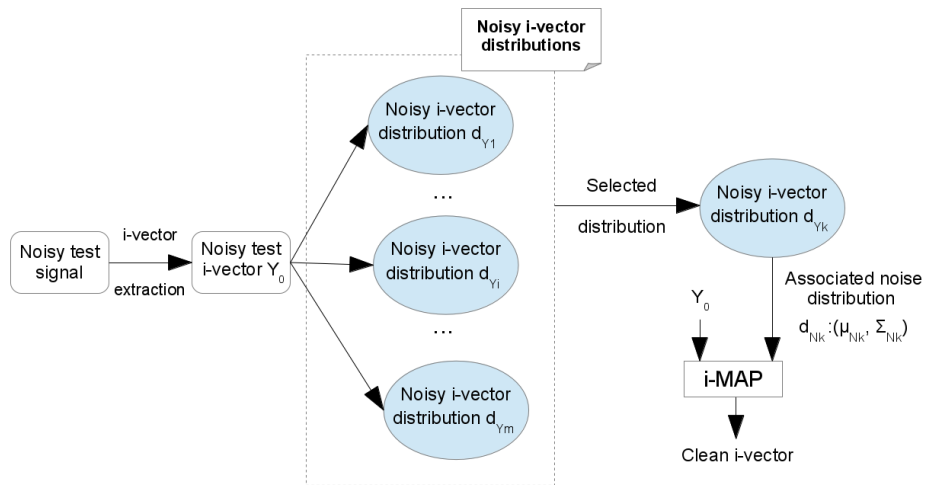 Noisy i-vector
distributions
Noisy i-vector
distribution d_Y1
...
Noisy test
signal
i-vector
extraction
Noisy test
i-vector Y_0
Noisy i-vector
distribution d_Yi
...
Noisy i-vector
distribution d_Ym
Selected
distribution
Noisy i-vector
distribution d_Yk
Associated noise
distribution
d_Nk:(μ_Nk, Σ_Nk)
Y_0
i-MAP
Clean i-vector